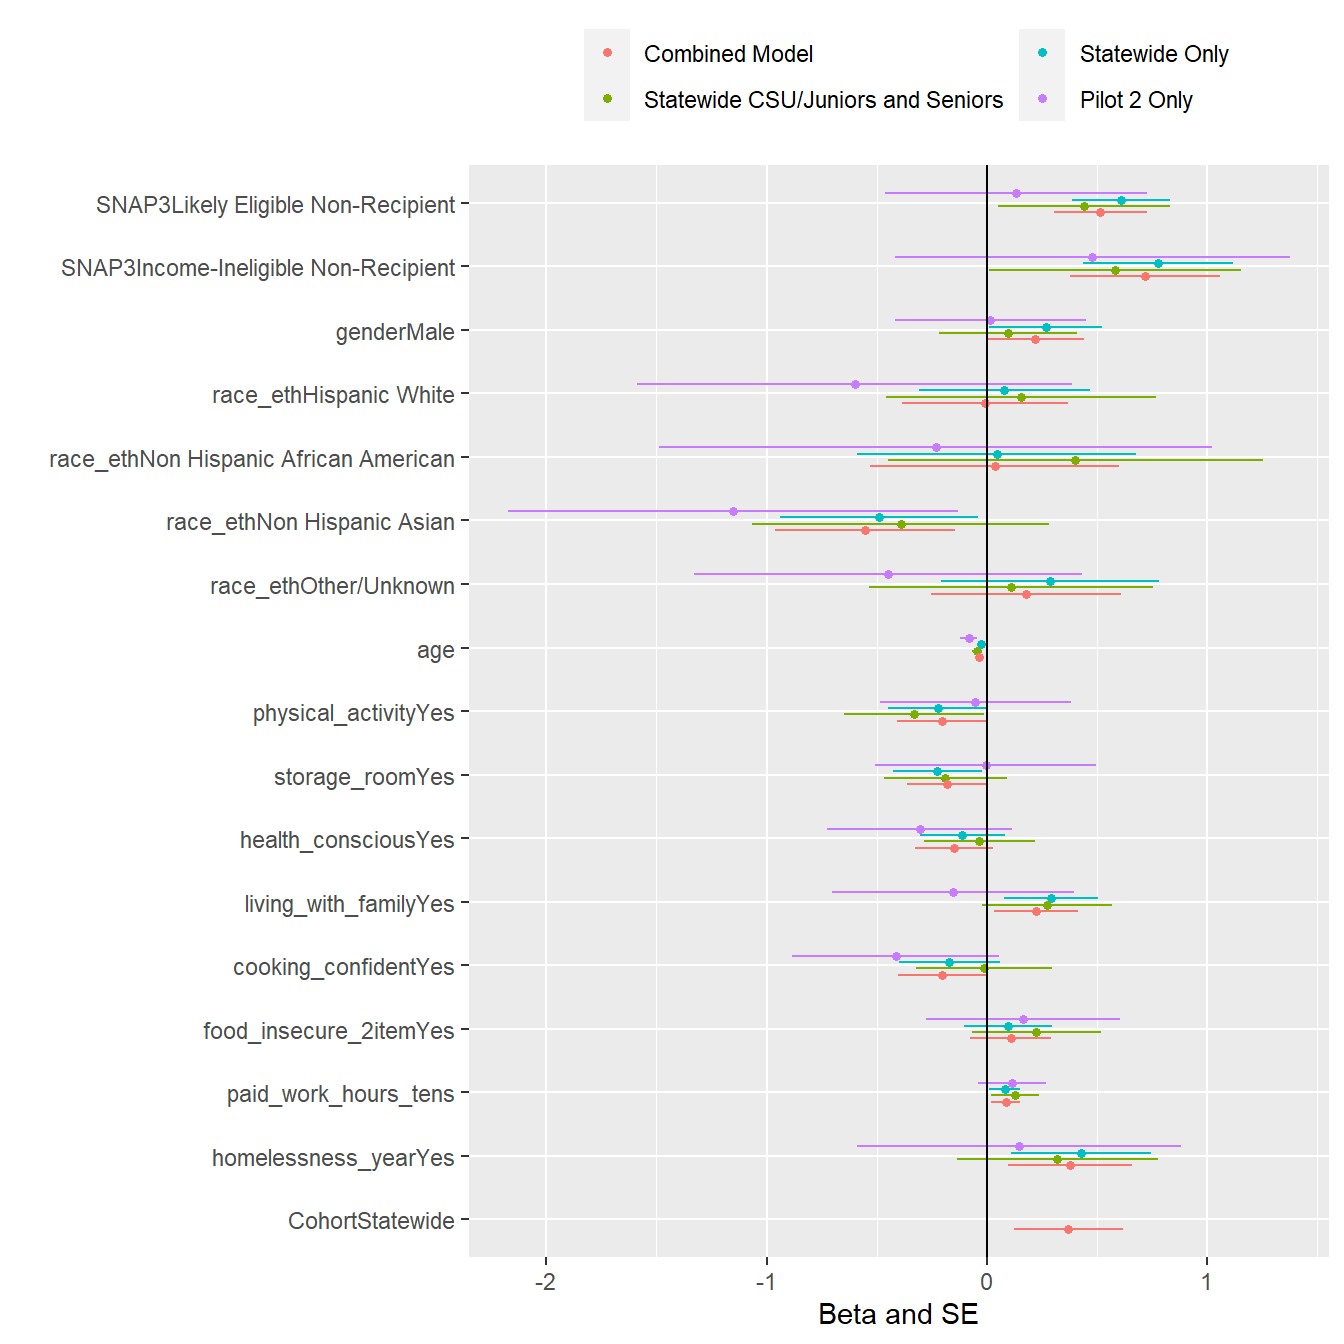 Combined Model
Statewide Only
Statewide CSU/Juniors and Seniors
Pilot 2 Only
SNAP3Likely Eligible Non-Recipient
SNAP3Income-Ineligible Non-Recipient
genderMale
race_ethHispanic White
race_ethNon Hispanic African American
race_ethNon Hispanic Asian
race_ethOther/Unknown
age
physical_activityYes
storage_roomYes
health_consciousYes
living_with_familyYes
cooking_confidentYes
food_insecure_2itemYes
paid_work_hours_tens
homelessness_yearYes
CohortStatewide
-2 -1 0 1
Beta and SE